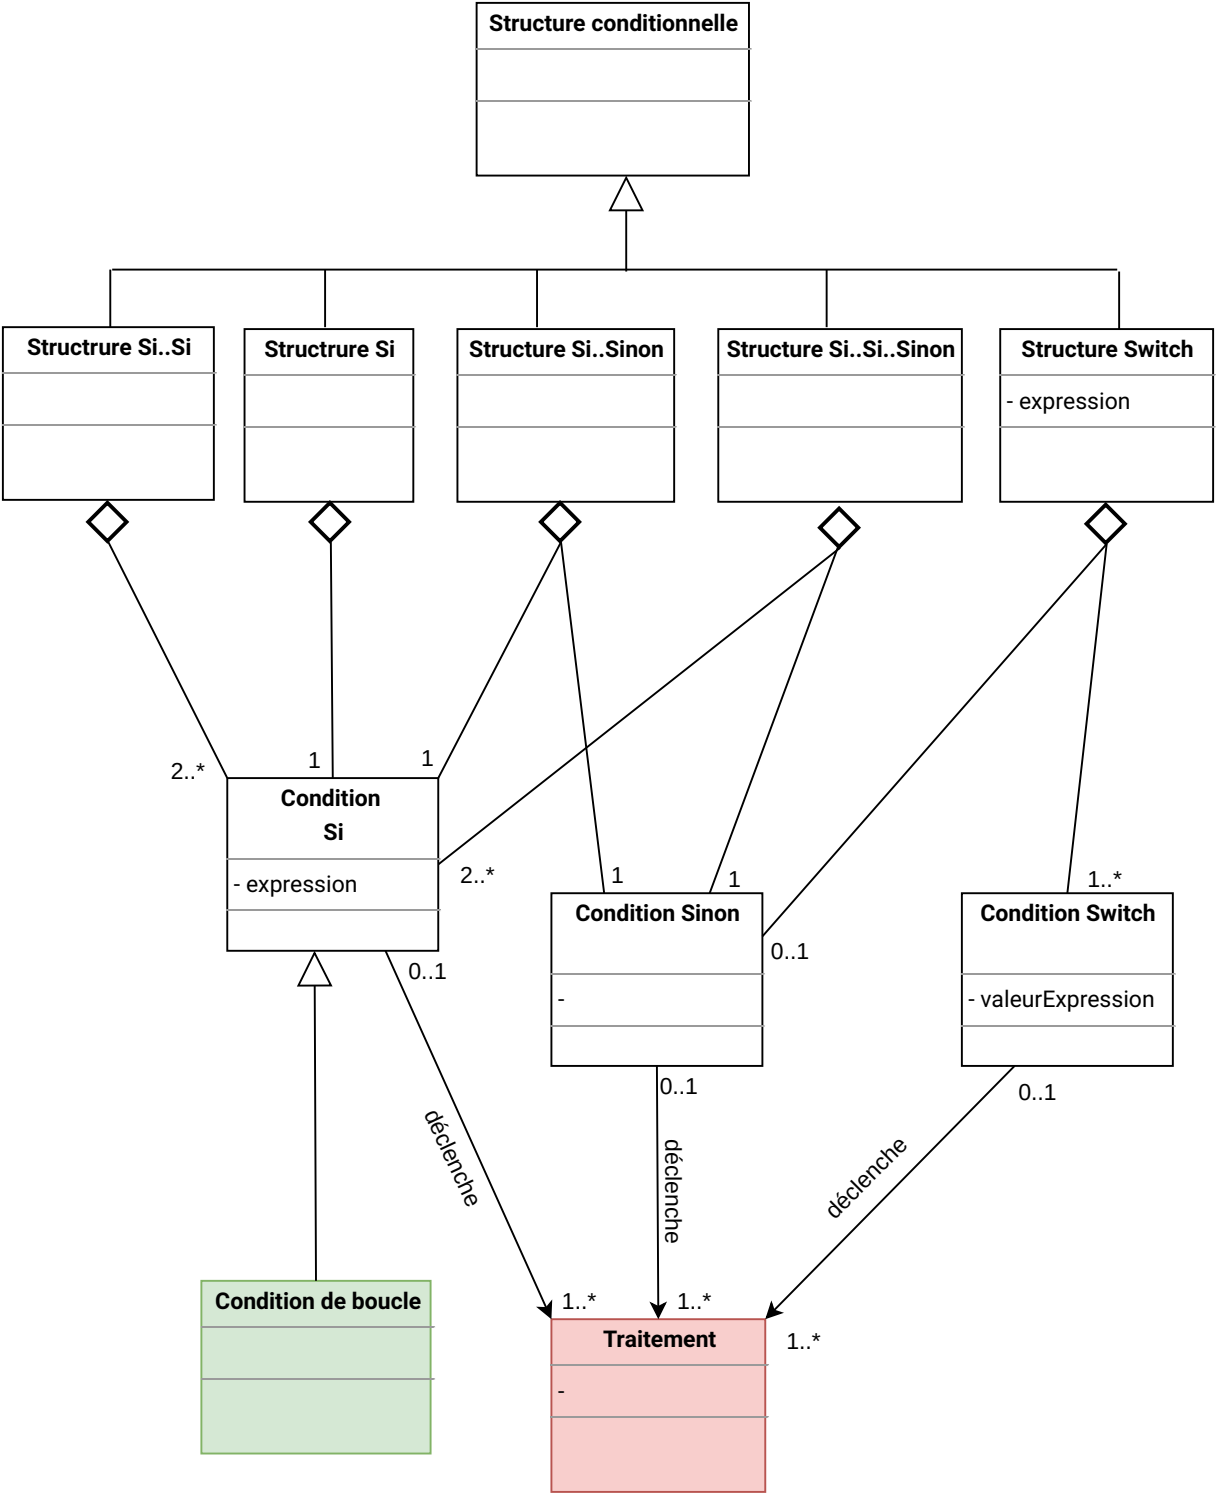 Structure conditionnelle
Structrure Si..Si
Structrure Si
Structure Si..Sinon
Structure Si..Si..Sinon
Structure Switch
- expression
2..*
1
1
Condition
Si
- expression
2..*
1
1
1..*
Condition Sinon
-
Condition Switch
- valeurExpression
0..1
0..1
0..1
0..1
déclenche
déclenche
déclenche
Condition de boucle
1..*
1..*
1..*
Traitement
-